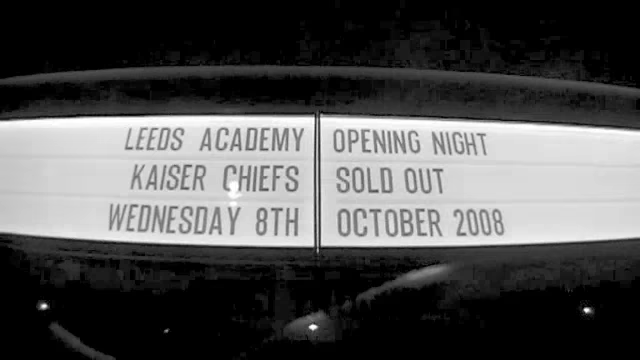 LEEDS ACADEMY OPENING NIGHT
KAISER CHIEFS SOLD OUT
WEDNESDAY 8TH OCTOBER 2008